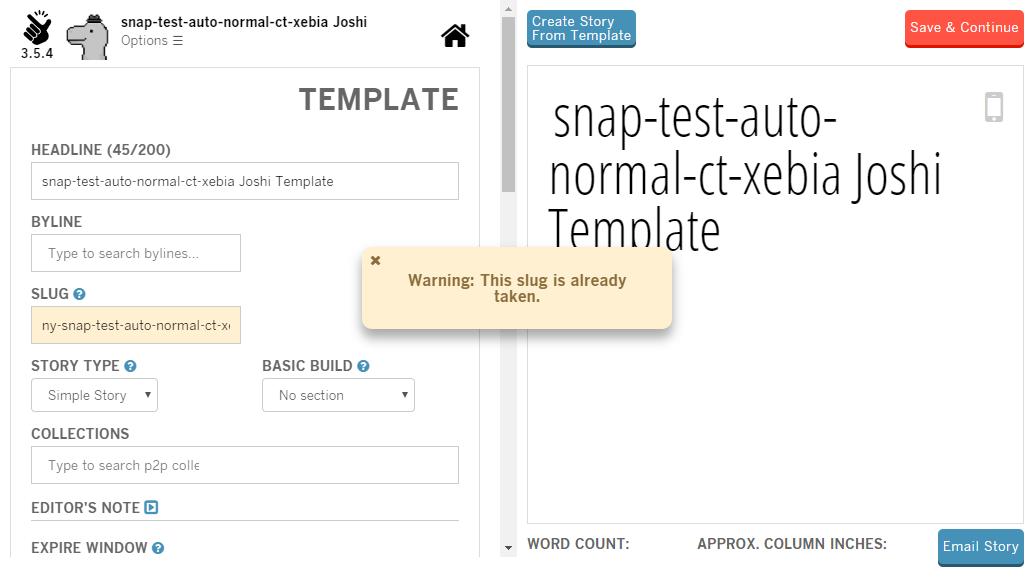 snap-test-auto-normal-ct-xebia Joshi
Options ☰
3.5.4
TEMPLATE
HEADLINE (45/200)
snap-test-auto-normal-ct-xebia Joshi Template
BYLINE
Type to search bylines...
SLUG
ny-snap-test-auto-normal-ct-x
STORY TYPE
BASIC BUILD
Simple Story
No section
COLLECTIONS
Type to search p2p colle
EDITOR'S NOTE
EXPIRE WINDOW
Warning: This slug is already
taken.
Create Story
From Template
Save & Continue
snap-test-auto-
normal-ct-xebia Joshi
Template
WORD COUNT:
APPROX. COLUMN INCHES:
Email Story